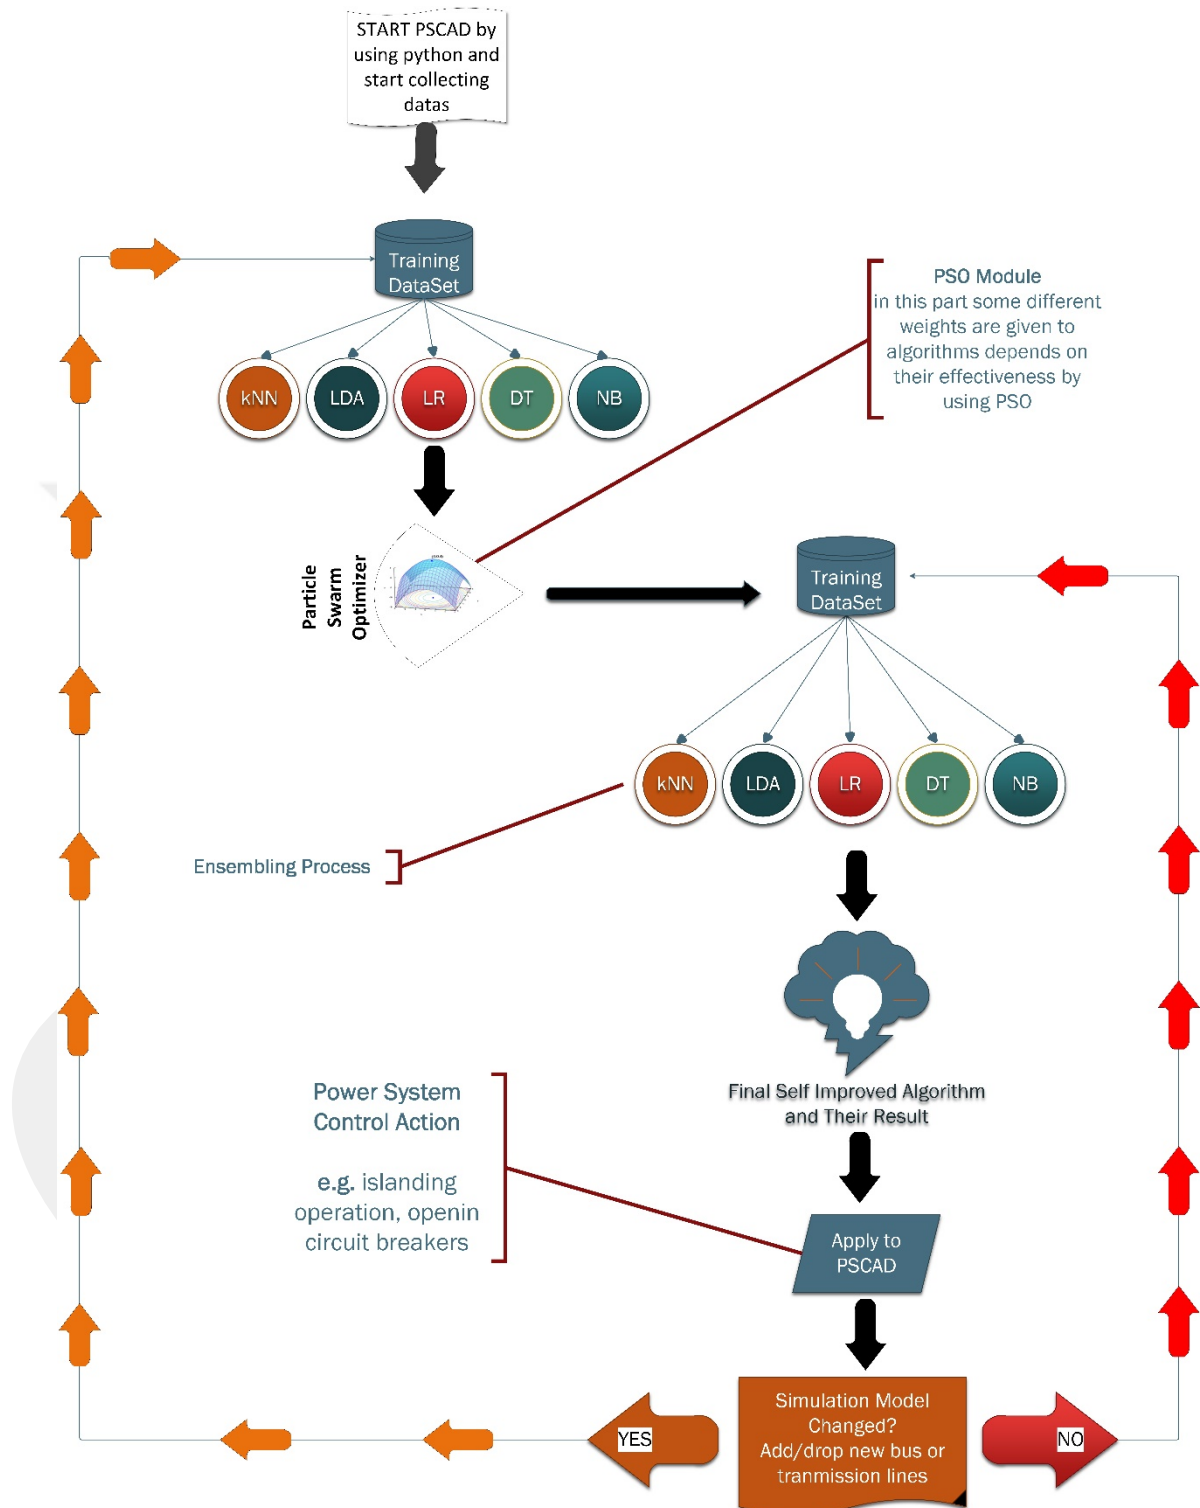 START PSCAD by
using python and
start collecting
datas
Training
DataSet
PSO Module
in this part some different
weights are given to
algorithms depends on
their effectiveness by
using PSO
kNN
LDA
LR
DT
NB
Particle
Swarm
Optimizer
Training
DataSet
kNN
LDA
LR
DT
NB
Ensembling Process
Final Self Improved Algorithm
and Their Result
Power System
Control Action
e.g. islanding
operation, openin
circuit breakers
Apply to
PSCAD
Simulation Model
Changed?
Add/drop new bus or
tranmission lines
YES
NO